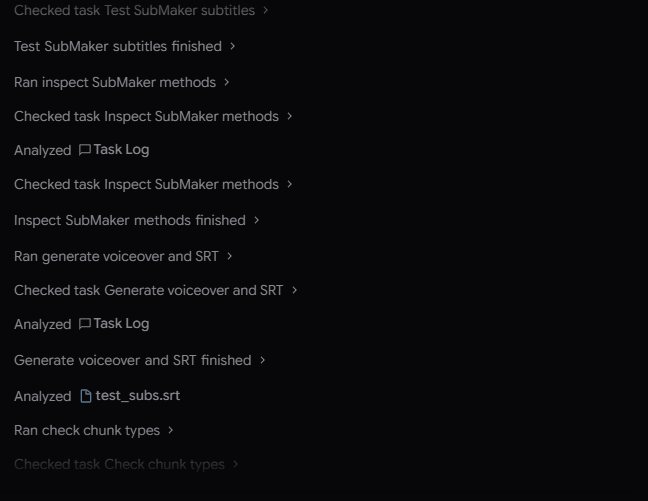 Checked task Test SubMaker subtitles
Test SubMaker subtitles finished
Ran inspect SubMaker methods
Checked task Inspect SubMaker methods
Analyzed Task Log
Checked task Inspect SubMaker methods
Inspect SubMaker methods finished
Ran generate voiceover and SRT
Checked task Generate voiceover and SRT
Analyzed Task Log
Generate voiceover and SRT finished
Analyzed test_subs.srt
Ran check chunk types
Checked task Check chunk types